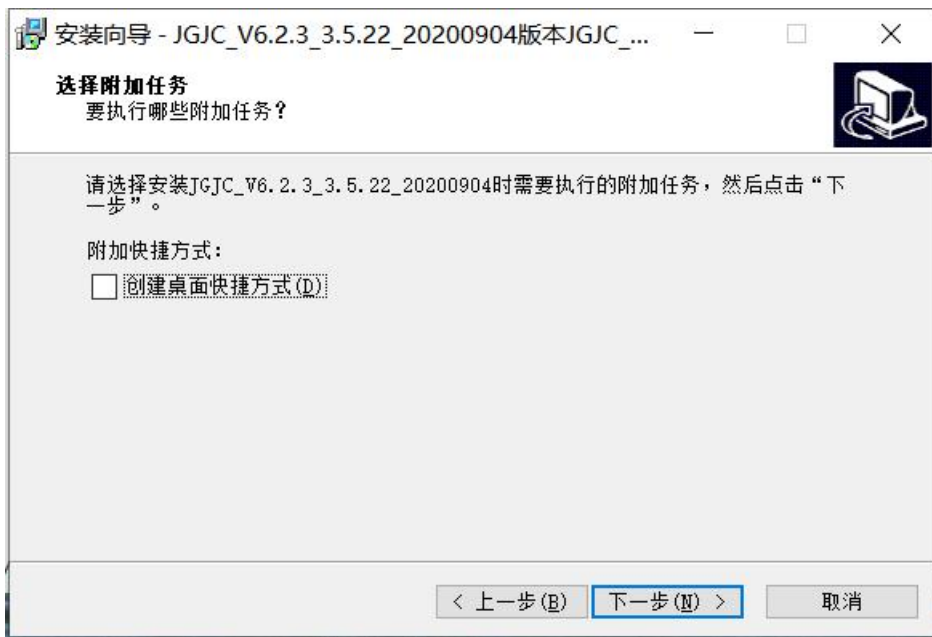 安装向导 - JGJC_V6.2.3_3.5.22_20200904版本JGJC_...
选择附加任务
要执行哪些附加任务?
请选择安装JGJC_V6.2.3_3.5.22_20200904时需要执行的附加任务，然后点击“下
一步”。
附加快捷方式:
创建桌面快捷方式(D)
< 上一步(B)
下一步(N) >
取消